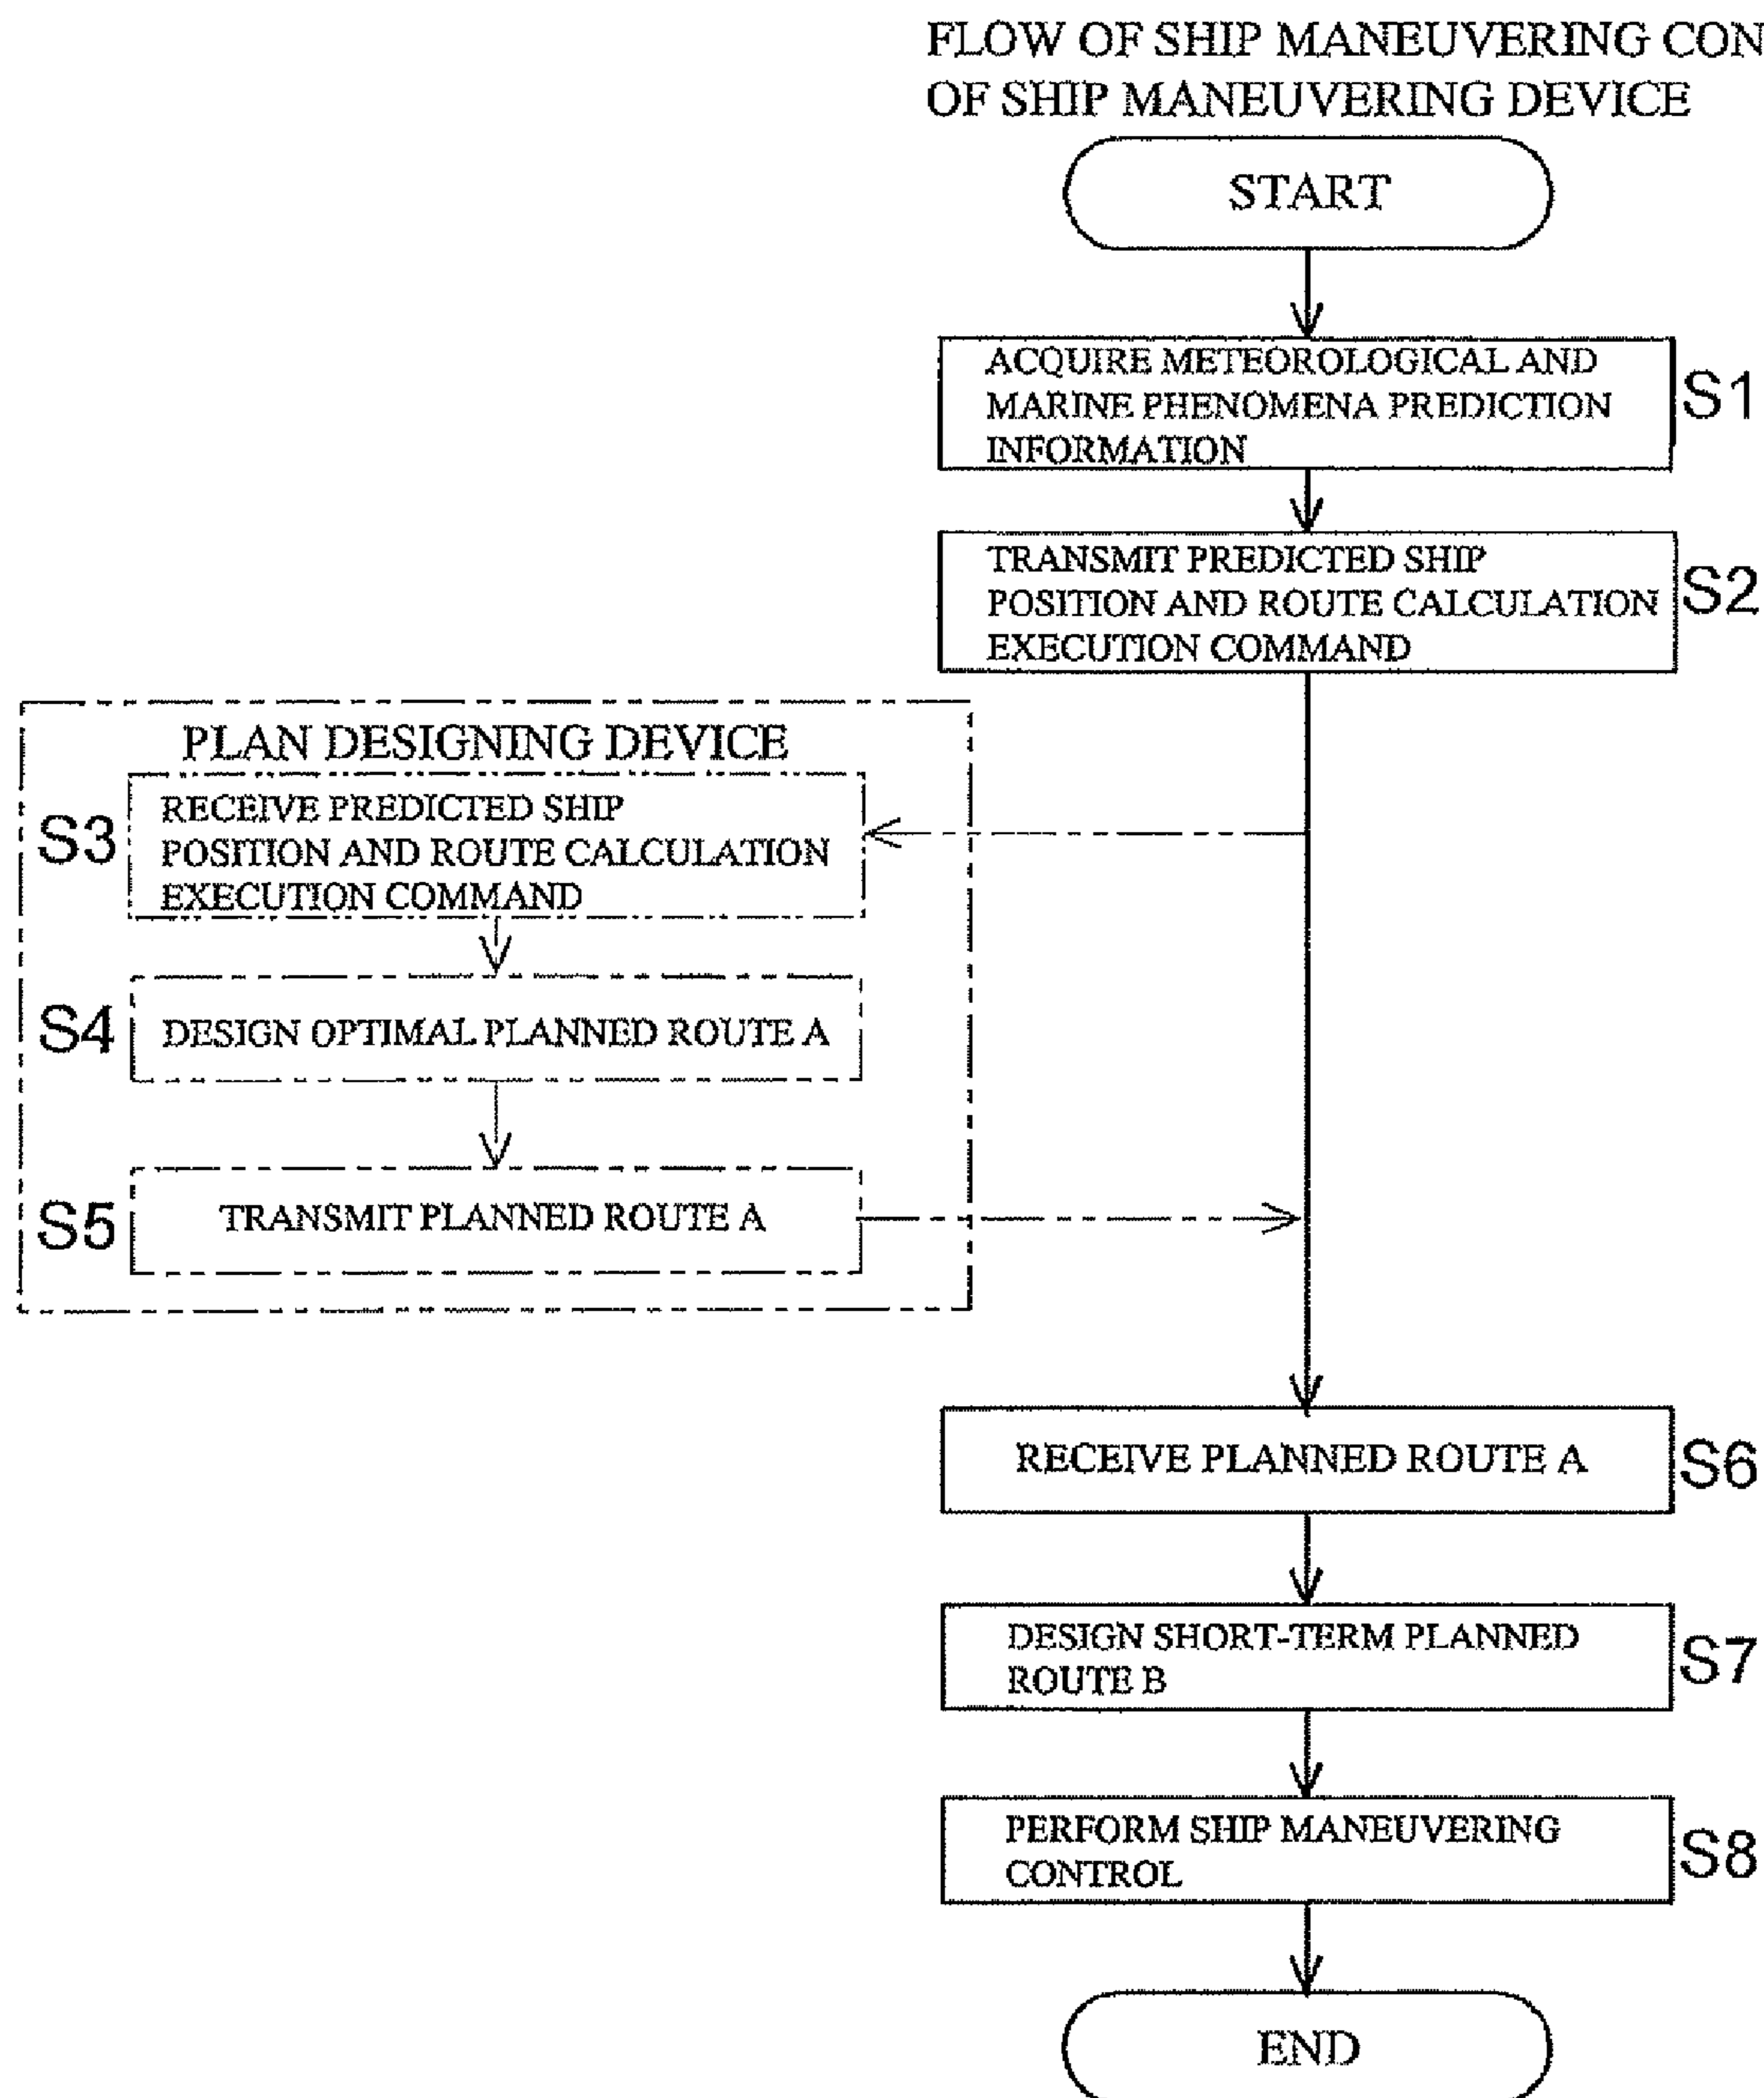 FLOW OF SHIP MANEUVERING CON
OF SHIP MANEUVERING DEVICE
START
ACQUIRE METEOROLOGICAL AND
MARINE PHENOMENA PREDICTION
INFORMATION
S1
TRANSMIT PREDICTED SHIP
POSITION AND ROUTE CALCULATION
EXECUTION COMMAND
S2
PLAN DESIGNING DEVICE
S3
RECEIVE PREDICTED SHIP
POSITION AND ROUTE CALCULATION
EXECUTION COMMAND
S4
DESIGN OPTIMAL PLANNED ROUTE A
S5
TRANSMIT PLANNED ROUTE A
RECEIVE PLANNED ROUTE A
S6
DESIGN SHORT-TERM PLANNED
ROUTE B
S7
PERFORM SHIP MANEUVERING
CONTROL
S8
END